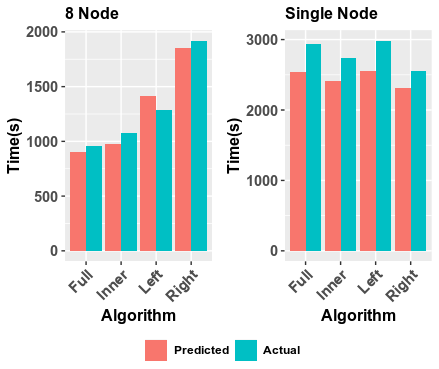 8 Node
2000
1500
1000
500
0
Time(s)
Full Inner Left Right
Algorithm
Single Node
3000
2000
1000
0
Time(s)
Full Inner Left Right
Algorithm
Predicted Actual